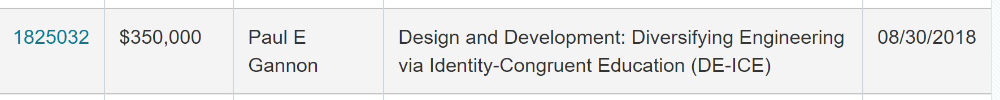 1825032
$350,000
Paul E
Gannon
Design and Development: Diversifying Engineering
via Identity-Congruent Education (DE-ICE)
08/30/2018